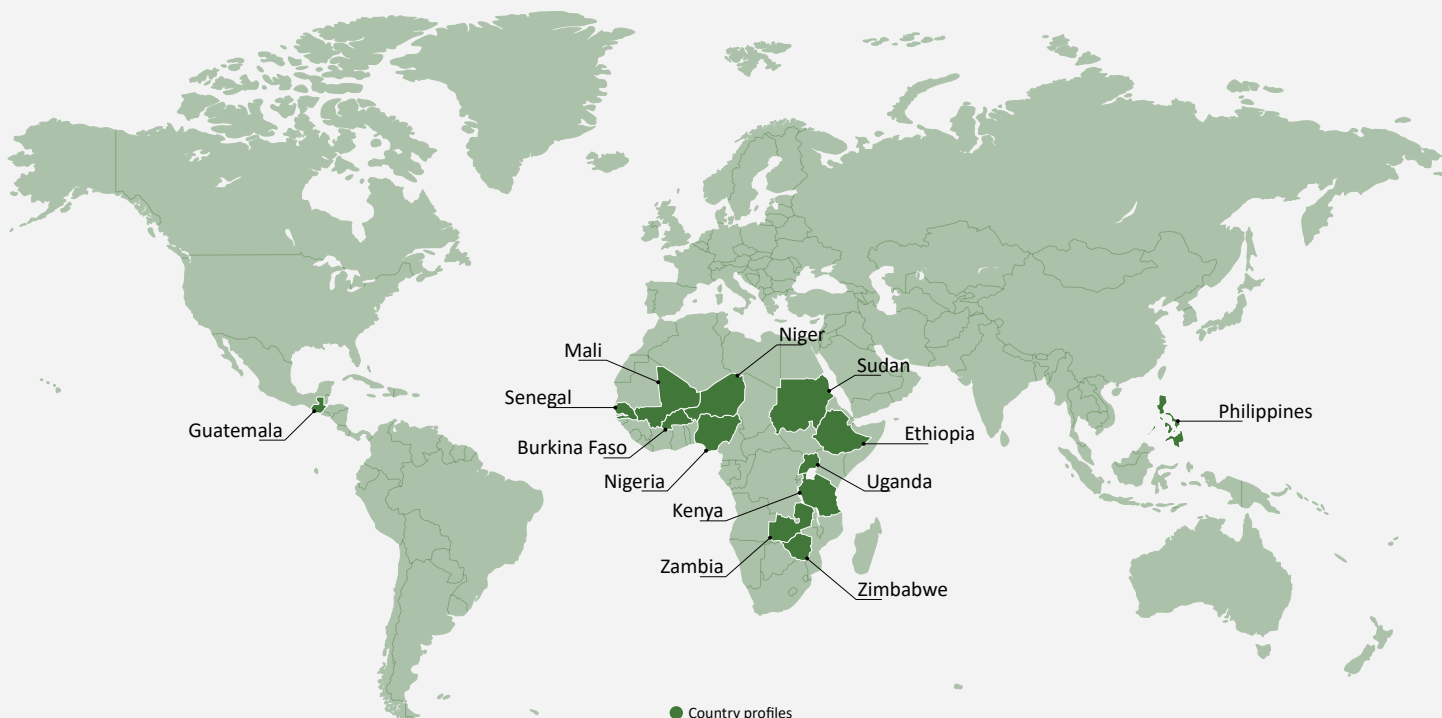 Niger
Mali
Sudan
Senegal
Philippines
Guatemala
Ethiopia
Burkina Faso
Nigeria
Uganda
Kenya
Zambia
Zimbabwe
Country profiles